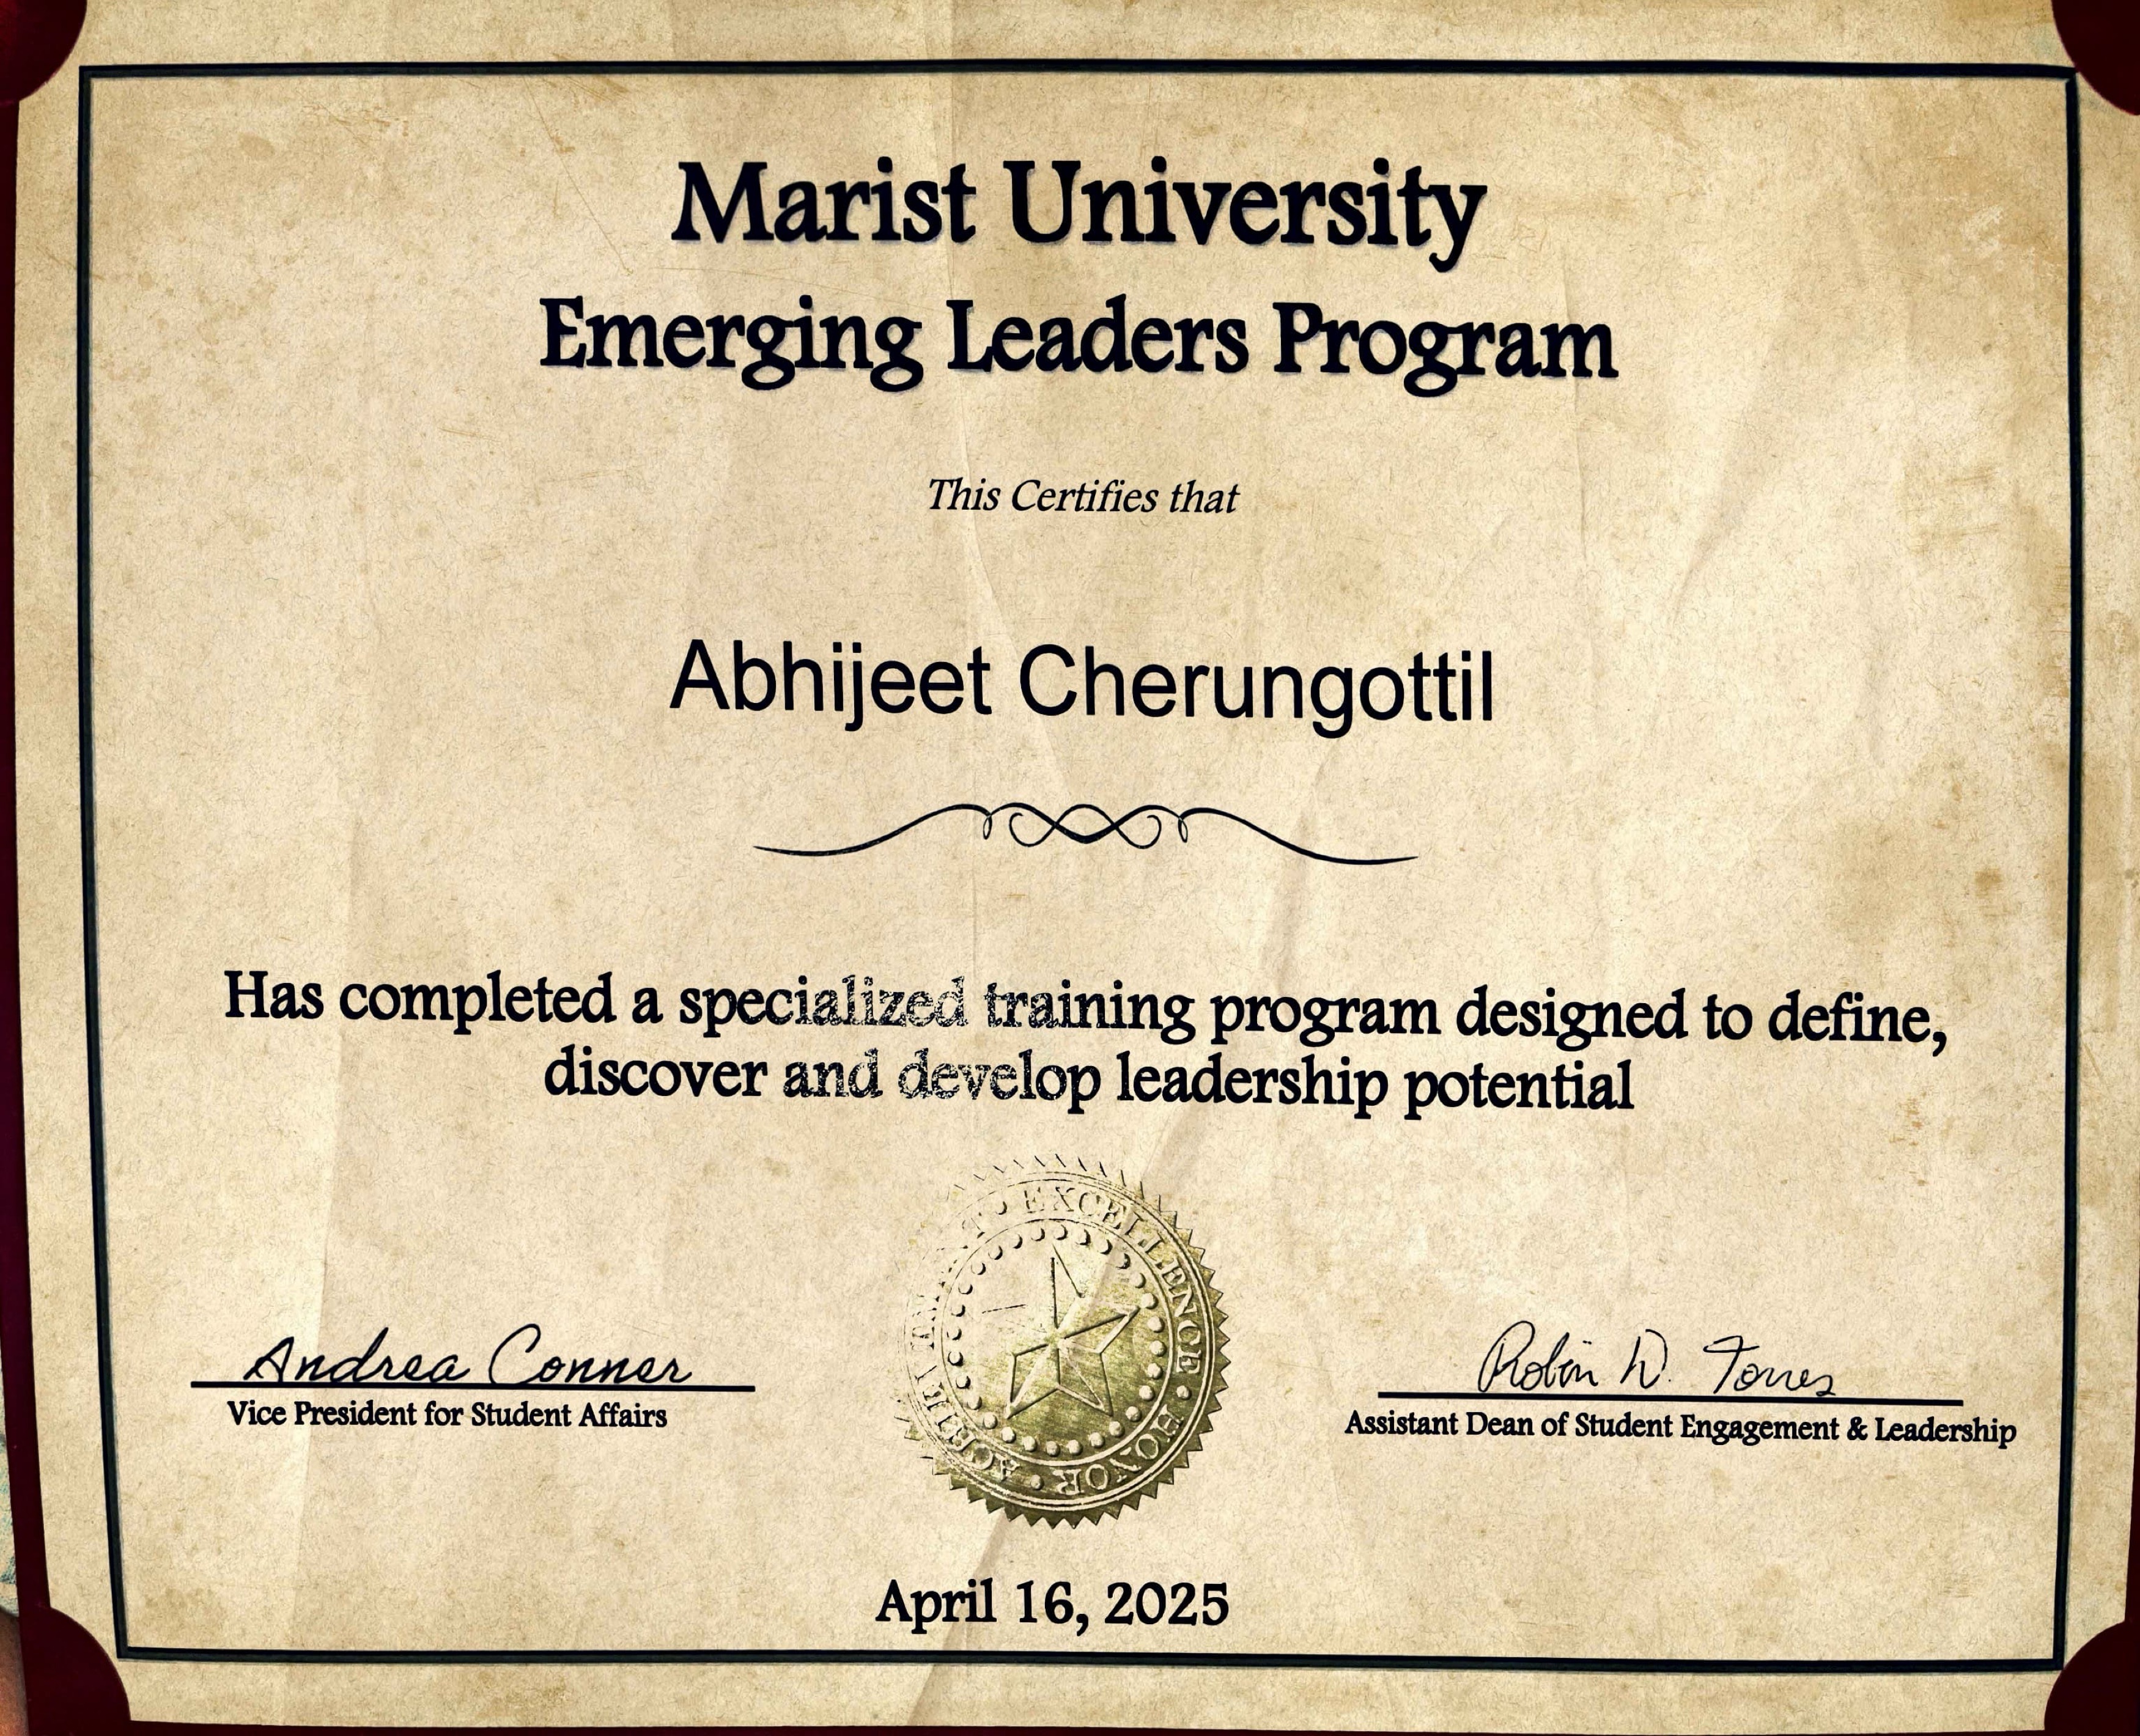 Marist University
Emerging Leaders Program
This Certifies that
Abhijeet Cherungottil
Has completed a specialized training program designed to define,
discover and develop leadership potential
EXCELLENCE • HONOR •
Andrea Conner
Vice President for Student Affairs
Robin D. Torres
Assistant Dean of Student Engagement & Leadership
April 16, 2025